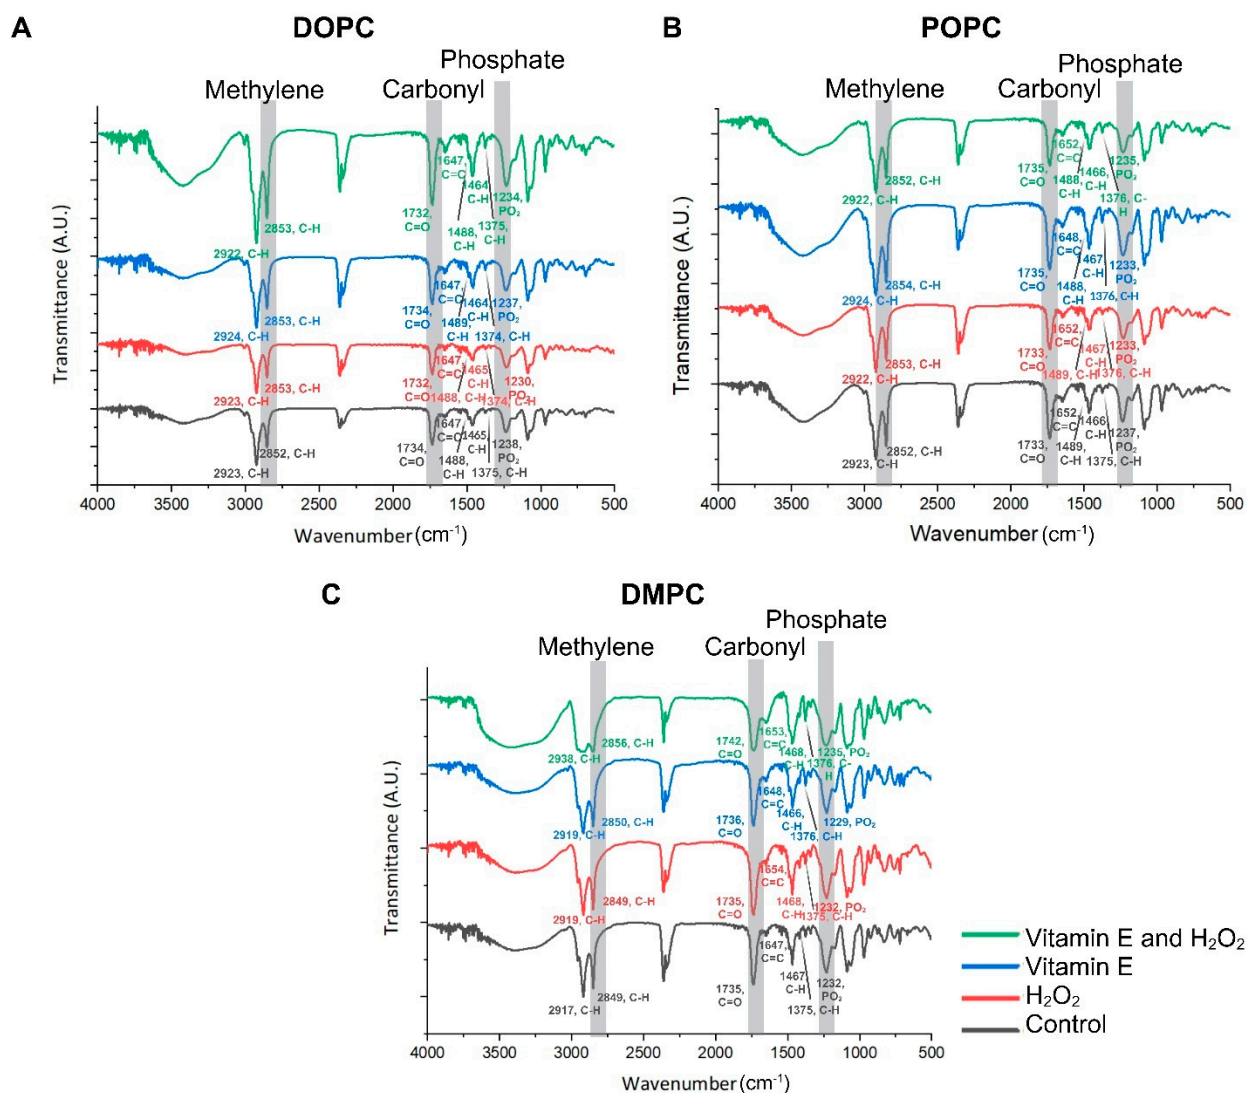 A
DOPC
Phosphate
Methylene
Carbonyl
Transmittance (A.U.)
1647,
C=C
1464,
C-H
1234,
PO₂
2853, C-H
1732,
C=O
1488,
C-H
1375,
C-H
2922, C-H
1647,
C=C
1464,
C-H
1237,
PO₂
2853, C-H
1734,
C=O
1489,
C-H
1374, C-H
2924, C-H
1647,
C=C
1465,
C-H
1230,
PO₂
2853, C-H
1732,
C=O
1488, C-H
1374, C-H
2923, C-H
1647,
C=C
1465,
C-H
1238,
PO₂
2852, C-H
1734,
C=O
1488,
C-H
1375, C-H
2923, C-H
4000 3500 3000 2500 2000 1500 1000 500
Wavenumber (cm⁻¹)
B
POPC
Phosphate
Methylene
Carbonyl
Transmittance (A.U.)
1652,
C=C
1466,
C-H
1235,
PO₂
2852, C-H
1735,
C=O
1488,
C-H
1376, C-
H
2922, C-H
1648,
C=C
1467,
C-H
1233,
PO₂
2854, C-H
1735,
C=O
1488,
C-H
1376, C-H
2924, C-H
1652,
C=C
1467,
C-H
1233,
PO₂
2853, C-H
1733,
C=O
1489, C-H
1376, C-H
2922, C-H
1652,
C=C
1466,
C-H
1237,
PO₂
2852, C-H
1733,
C=O
1489,
C-H
1375, C-H
2923, C-H
4000 3500 3000 2500 2000 1500 1000 500
Wavenumber (cm⁻¹)
C
DMPC
Phosphate
Methylene
Carbonyl
Transmittance (A.U.)
1653,
C=C
2856, C-H
1742,
C=O
1468,
C-H
1235, PO₂
1376, C-
H
2938, C-H
1648,
C=C
2850, C-H
1736,
C=O
1466,
C-H
1229, PO₂
1376, C-H
2919, C-H
1654,
C=C
2849, C-H
1735,
C=O
1468,
C-H
1232, PO₂
1375, C-H
2919, C-H
1647,
C=C
2849, C-H
1735,
C=O
1467,
C-H
1232,
PO₂
1375, C-H
2917, C-H
4000 3500 3000 2500 2000 1500 1000 500
Wavenumber (cm⁻¹)
Vitamin E and H₂O₂
Vitamin E
H₂O₂
Control